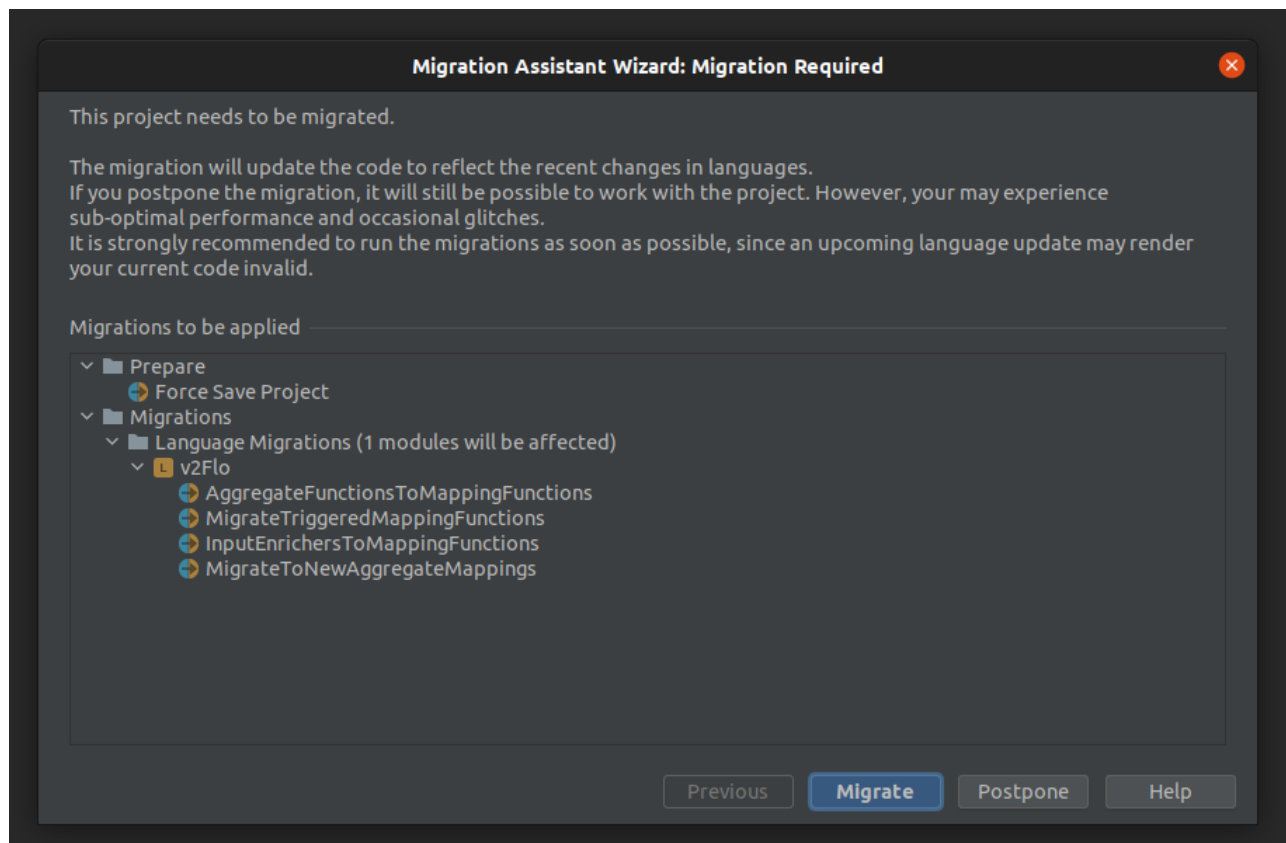 Migration Assistant Wizard: Migration Required
This project needs to be migrated.
The migration will update the code to reflect the recent changes in languages.
If you postpone the migration, it will still be possible to work with the project. However, your may experience
sub-optimal performance and occasional glitches.
It is strongly recommended to run the migrations as soon as possible, since an upcoming language update may render
your current code invalid.
Migrations to be applied
Prepare
Force Save Project
Migrations
Language Migrations (1 modules will be affected)
L v2Flo
AggregateFunctionsToMappingFunctions
MigrateTriggeredMappingFunctions
InputEnrichersToMappingFunctions
MigrateToNewAggregateMappings
Previous Migrate Postpone Help